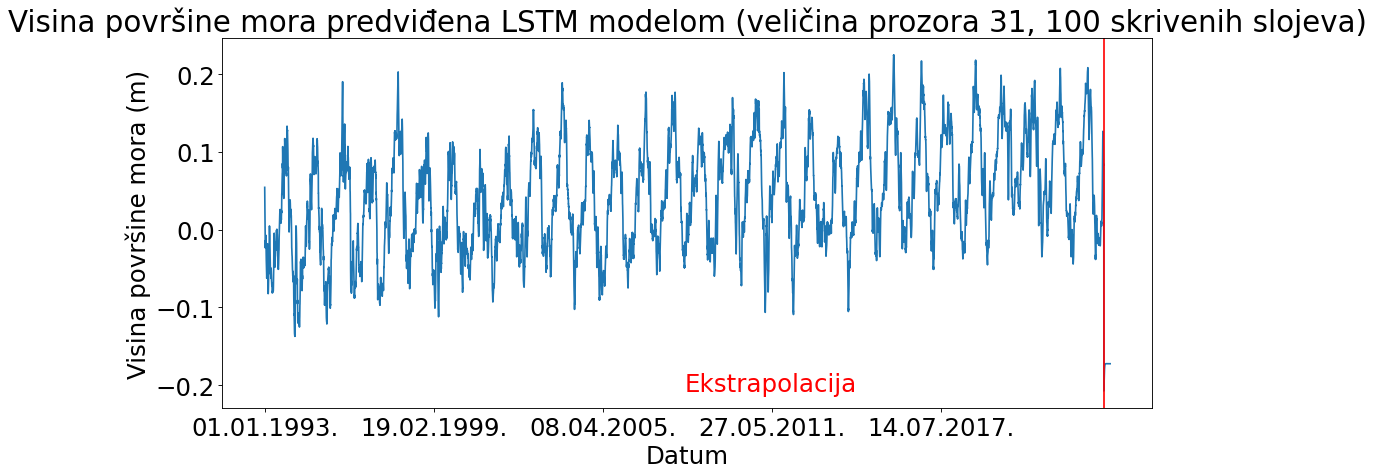 Visina površine mora predviđena LSTM modelom (veličina prozora 31, 100 skrivenih slojeva)
Visina površine mora (m)
0.2
0.1
0.0
−0.1
−0.2
Ekstrapolacija
01.01.1993. 19.02.1999. 08.04.2005. 27.05.2011. 14.07.2017.
Datum